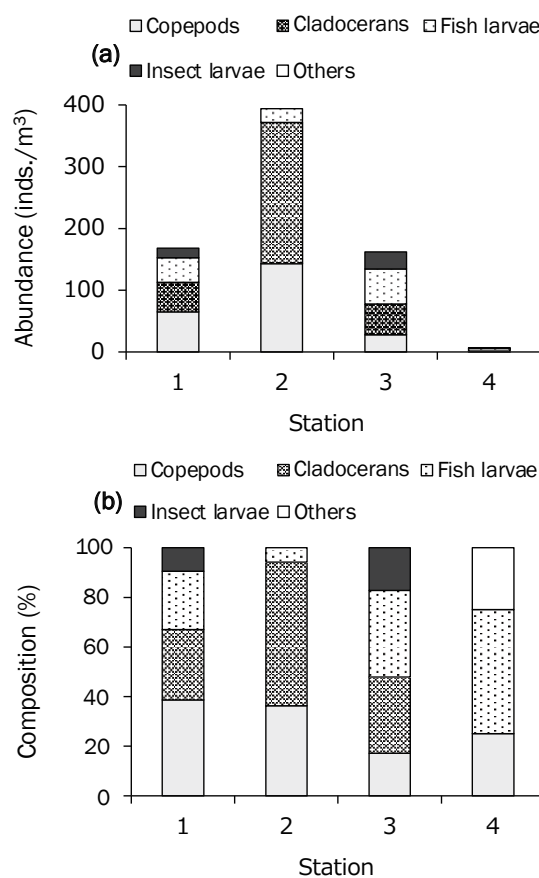 Copepods Cladocerans Fish larvae
(a)
Insect larvae Others
400
300
200
100
0
Abundance (inds./m³)
1 2 3 4
Station
Copepods Cladocerans Fish larvae
(b)
Insect larvae Others
100
80
60
40
20
0
Composition (%)
1 2 3 4
Station